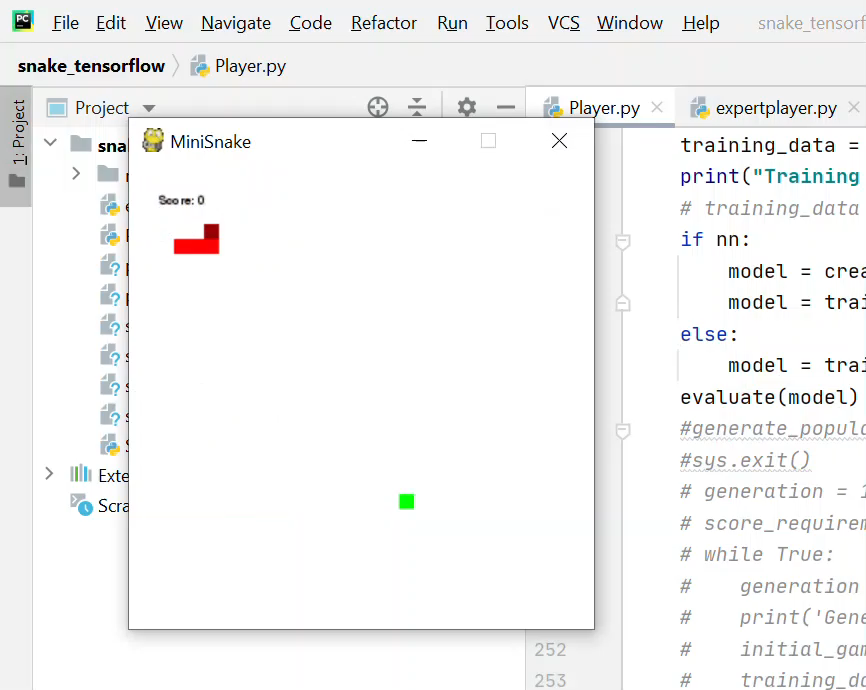 PC
File Edit View Navigate Code Refactor Run Tools VCS Window Help snake_tensorf
snake_tensorflow Player.py
1: Project
Project
Player.py expertplayer.py
MiniSnake
Score: 0
Exte
Scra
training_data =
print("Training
# training_data
if nn:
model = crea
model = trai
else:
model = trai
evaluate(model)
#generate_popula
#sys.exit()
# generation = 1
# score_requirem
# while True:
# generation
# print('Gene
252 # initial_gam
253 # training_da